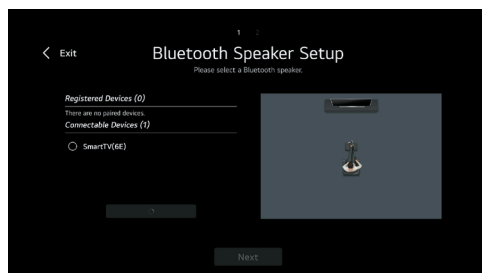 1 2
Exit
Bluetooth Speaker Setup
Please select a Bluetooth speaker.
Registered Devices (0)
There are no paired devices.
Connectable Devices (1)
SmartTV(6E)
Next